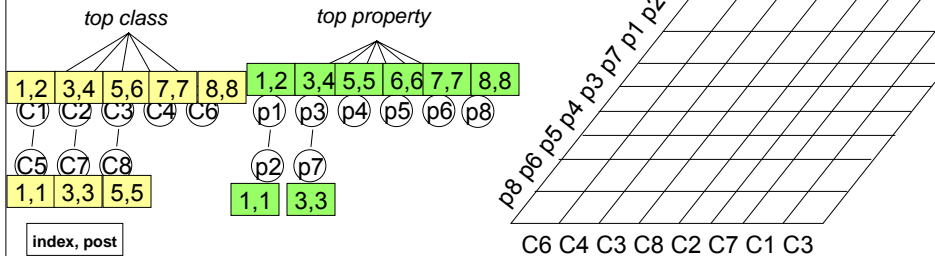 top class
top property
1,2 3,4 5,6 7,7 8,8
1,2 3,4 5,5 6,6 7,7 8,8
C1 C2 C3 C4 C6
p1 p3 p4 p5 p6 p8
C5 C7 C8
p2 p7
1,1 3,3 5,5
1,1 3,3
index, post
p8 p6 p5 p4 p3 p7 p1 p2
C6 C4 C3 C8 C2 C7 C1 C3